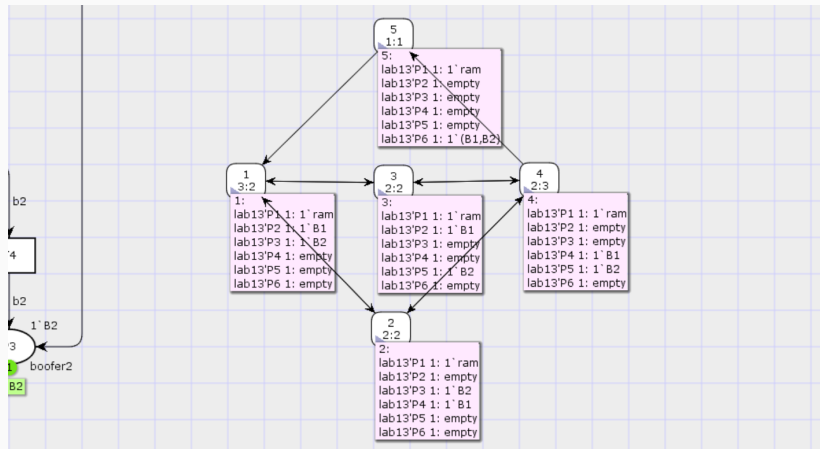 5
1:1
5:
lab13'P1 1: 1`ram
lab13'P2 1: empty
lab13'P3 1: empty
lab13'P4 1: empty
lab13'P5 1: empty
lab13'P6 1: 1`(B1,B2)
1
3:2
3
2:2
4
2:3
1:
lab13'P1 1: 1`ram
lab13'P2 1: 1`B1
lab13'P3 1: 1`B2
lab13'P4 1: empty
lab13'P5 1: empty
lab13'P6 1: empty
3:
lab13'P1 1: 1`ram
lab13'P2 1: 1`B1
lab13'P3 1: empty
lab13'P4 1: empty
lab13'P5 1: 1`B2
lab13'P6 1: empty
4:
lab13'P1 1: 1`ram
lab13'P2 1: empty
lab13'P3 1: empty
lab13'P4 1: 1`B1
lab13'P5 1: 1`B2
lab13'P6 1: empty
b2
4
b2
1`B2
3
boofer2
B2
2
2:2
2:
lab13'P1 1: 1`ram
lab13'P2 1: empty
lab13'P3 1: 1`B2
lab13'P4 1: 1`B1
lab13'P5 1: empty
lab13'P6 1: empty